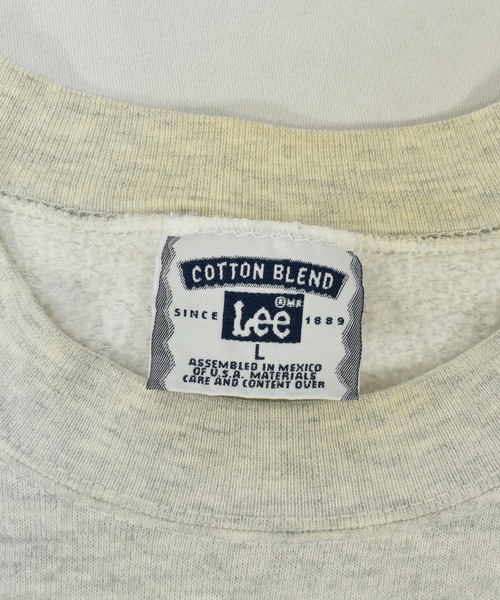 COTTON BLEND
®MR
SINCE Lee 1889
L
ASSEMBLED IN MEXICO
OF U.S.A. MATERIALS
CARE AND CONTENT OVER